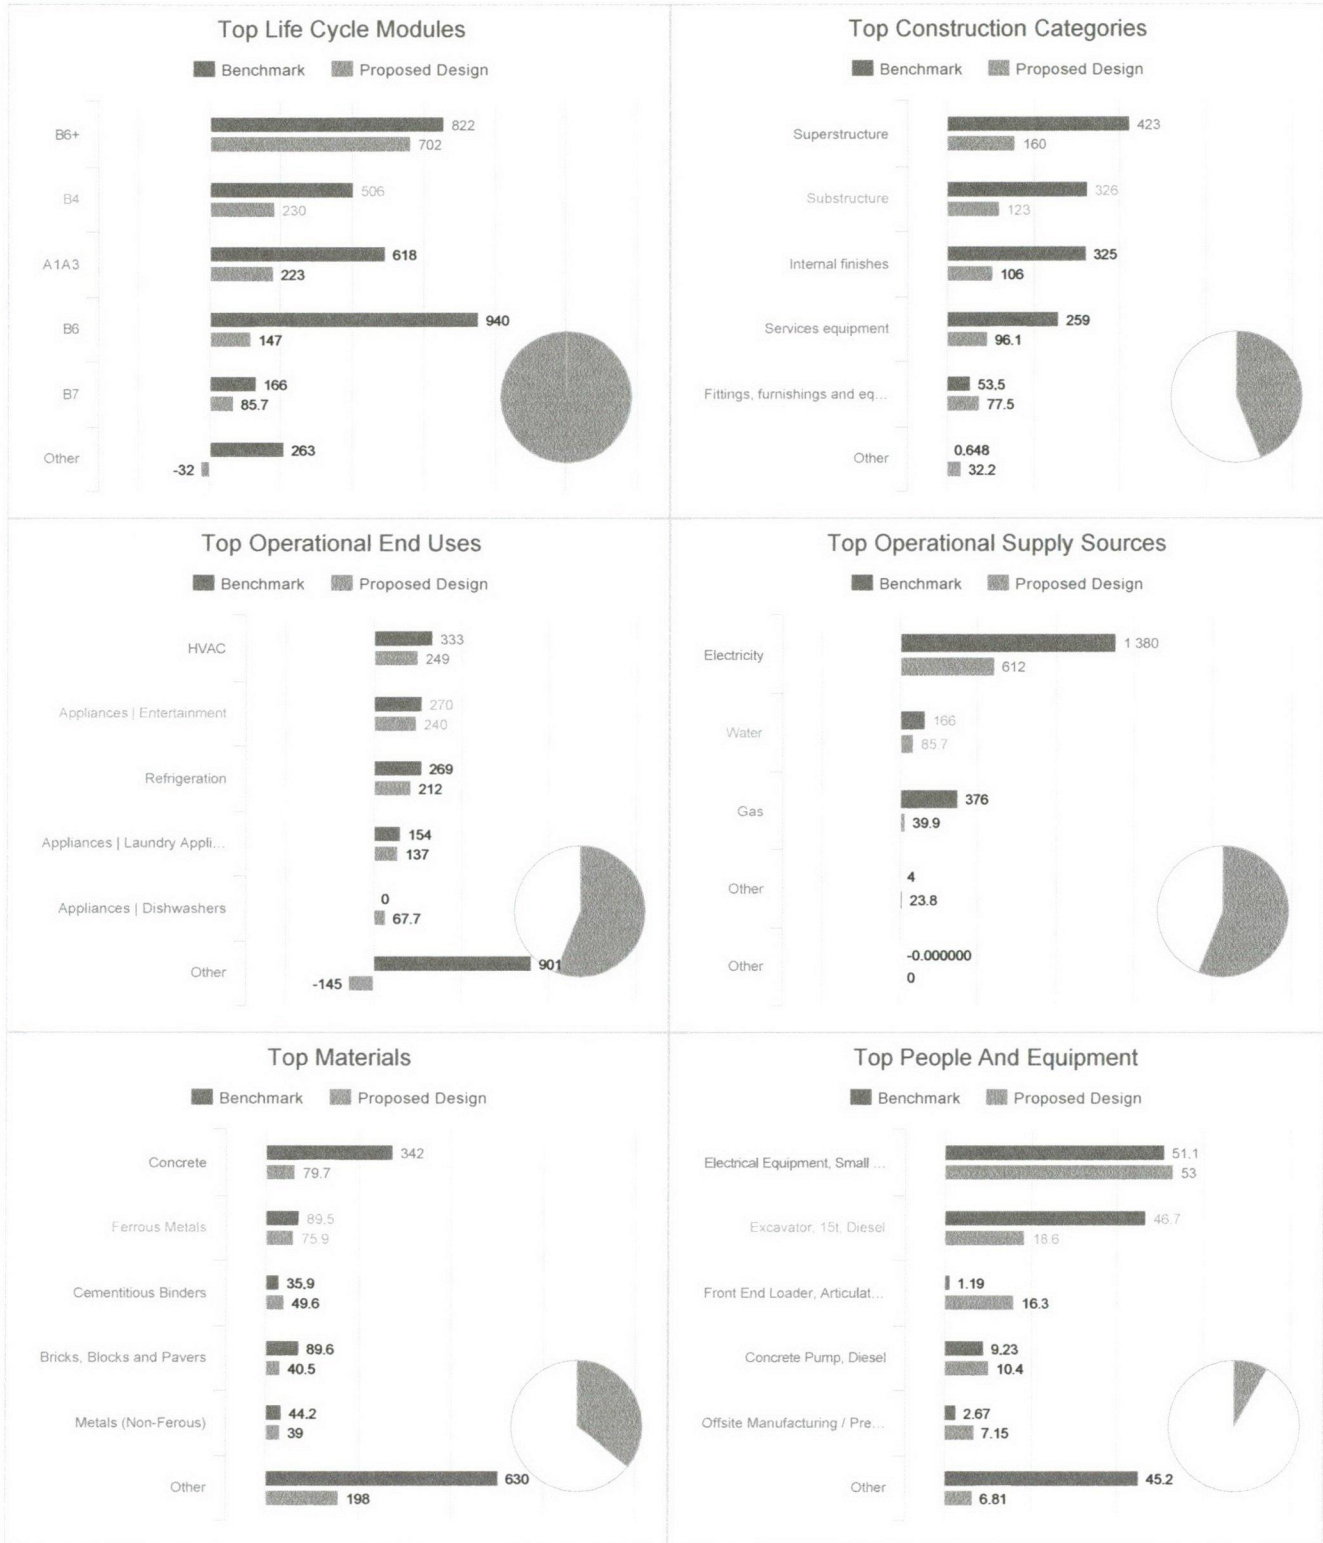 Top Life Cycle Modules
Benchmark Proposed Design
B6+ 822
702
B4 506
230
A1A3 618
223
B6 940
147
B7 166
85.7
Other 263
-32
Top Construction Categories
Benchmark Proposed Design
Superstructure 423
160
Substructure 326
123
Internal finishes 325
106
Services equipment 259
96.1
Fittings, furnishings and eq... 53.5
77.5
Other 0.648
32.2
Top Operational End Uses
Benchmark Proposed Design
HVAC 333
249
Appliances | Entertainment 270
240
Refrigeration 269
212
Appliances | Laundry Appli... 154
137
Appliances | Dishwashers 0
67.7
Other 901
-145
Top Operational Supply Sources
Benchmark Proposed Design
Electricity 1 380
612
Water 166
85.7
Gas 376
39.9
Other 4
23.8
Other -0.000000
0
Top Materials
Benchmark Proposed Design
Concrete 342
79.7
Ferrous Metals 89.5
75.9
Cementitious Binders 35.9
49.6
Bricks, Blocks and Pavers 89.6
40.5
Metals (Non-Ferous) 44.2
39
Other 630
198
Top People And Equipment
Benchmark Proposed Design
Electrical Equipment, Small ... 51.1
53
Excavator, 15t, Diesel 46.7
18.6
Front End Loader, Articulat... 1.19
16.3
Concrete Pump, Diesel 9.23
10.4
Offsite Manufacturing / Pre... 2.67
7.15
Other 45.2
6.81